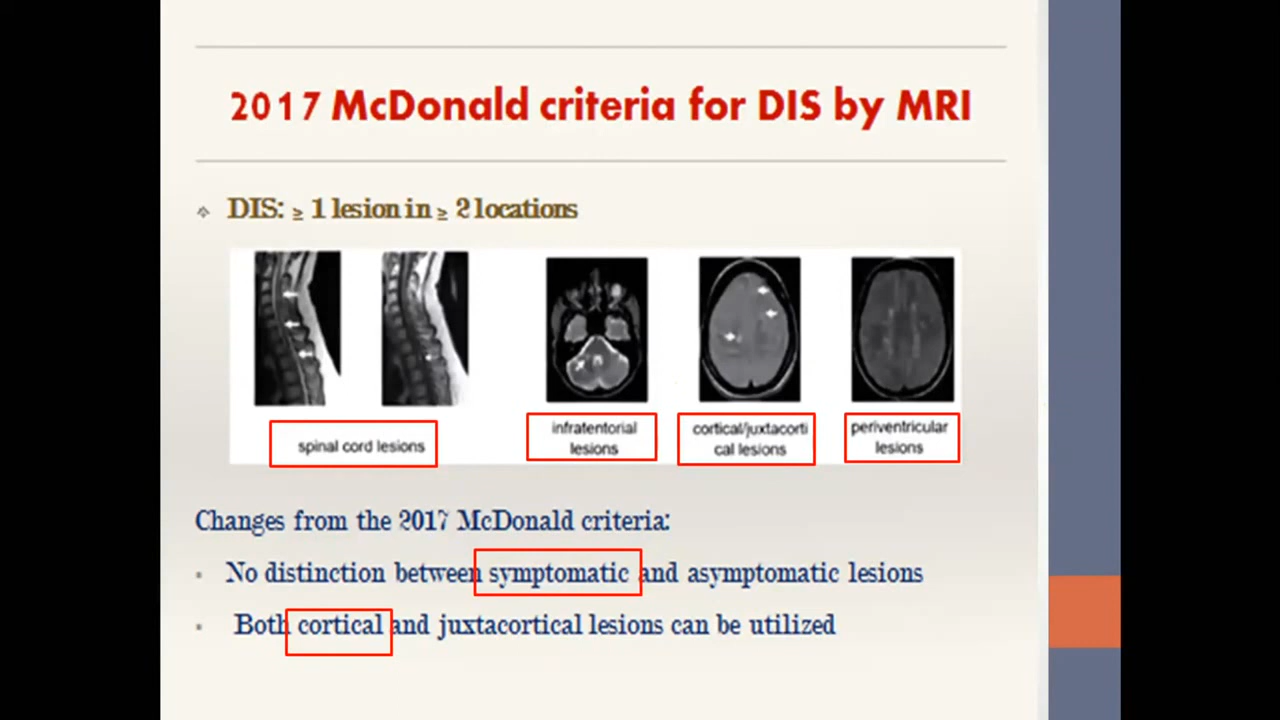 2017 McDonald criteria for DIS by MRI
DIS: ≥ 1 lesion in ≥ 2 locations
spinal cord lesions
infratentorial
lesions
cortical/juxtacorti
cal lesions
periventricular
lesions
Changes from the 2017 McDonald criteria:
No distinction between symptomatic and asymptomatic lesions
Both cortical and juxtacortical lesions can be utilized